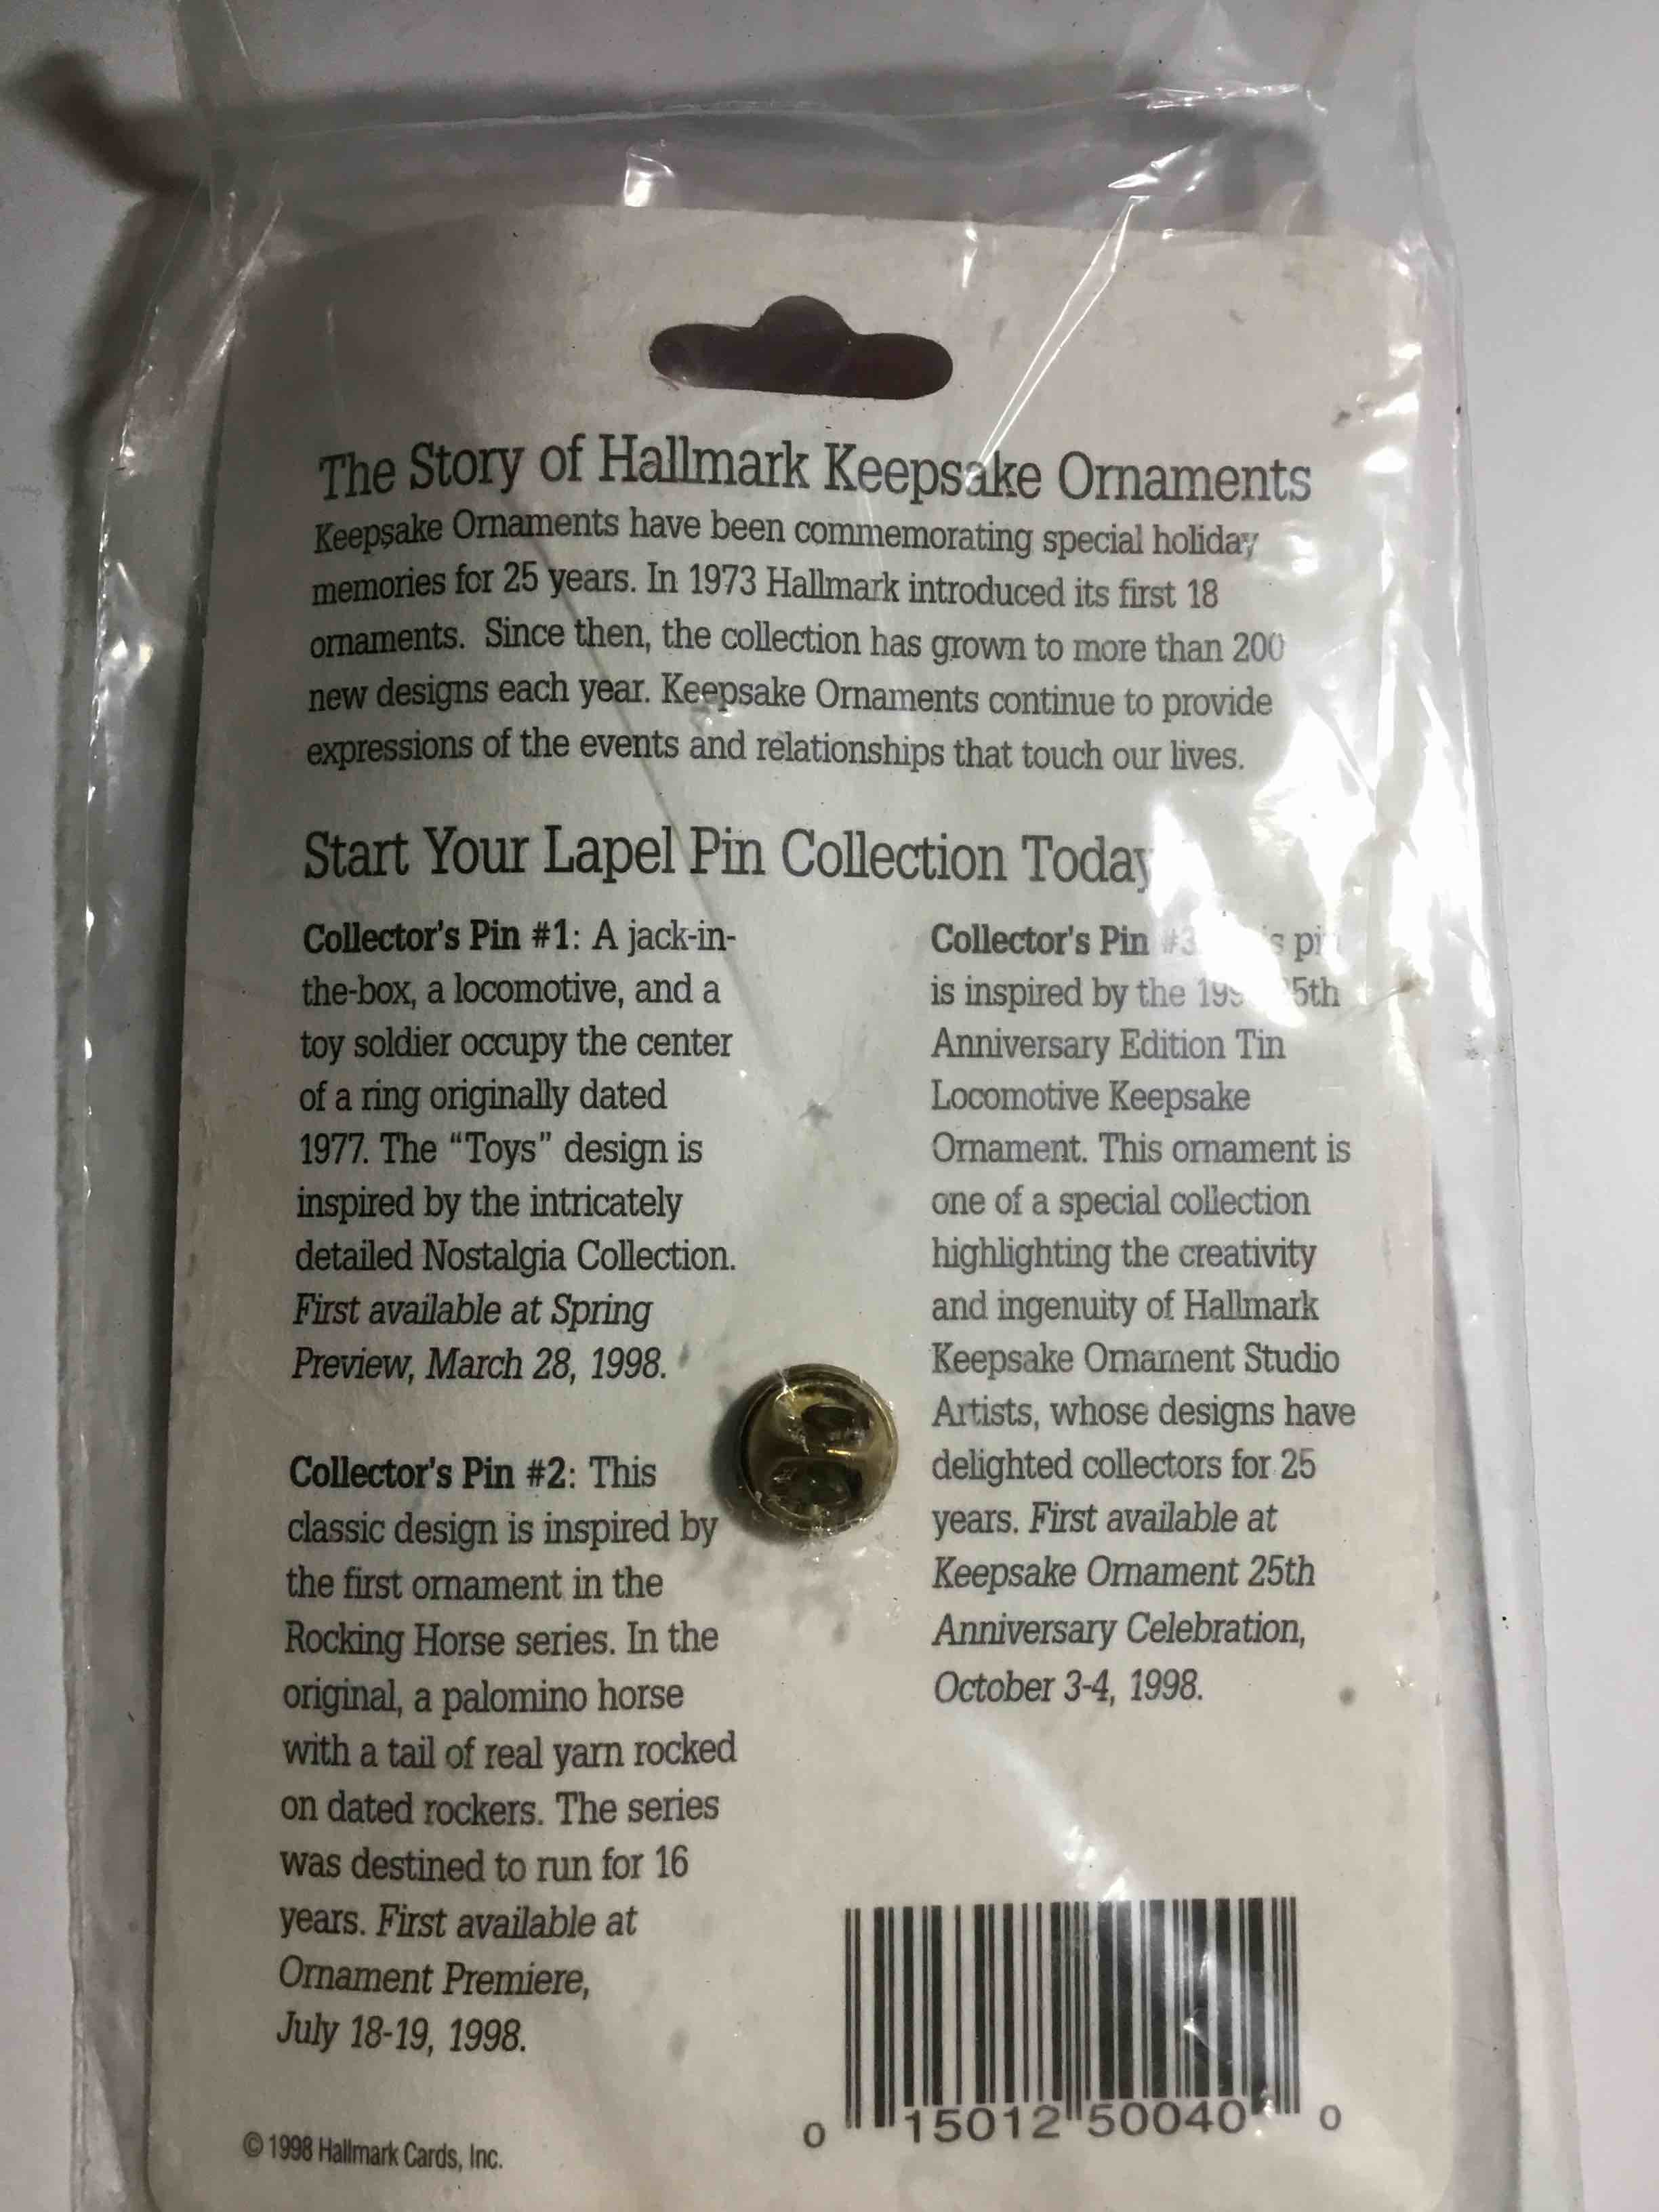 The Story of Hallmark Keepsake Ornaments
Keepsake Ornaments have been commemorating special holiday
memories for 25 years. In 1973 Hallmark introduced its first 18
ornaments. Since then, the collection has grown to more than 200
new designs each year. Keepsake Ornaments continue to provide
expressions of the events and relationships that touch our lives.
Start Your Lapel Pin Collection Today
Collector's Pin #1: A jack-in-
the-box, a locomotive, and a
toy soldier occupy the center
of a ring originally dated
1977. The “Toys” design is
inspired by the intricately
detailed Nostalgia Collection.
First available at Spring
Preview, March 28, 1998.
Collector's Pin #2: This
classic design is inspired by
the first ornament in the
Rocking Horse series. In the
original, a palomino horse
with a tail of real yarn rocked
on dated rockers. The series
was destined to run for 16
years. First available at
Ornament Premiere,
July 18-19, 1998.
Collector's Pin #3 pin
is inspired by the
Anniversary Edition Tin
Locomotive Keepsake
Ornament. This ornament is
one of a special collection
highlighting the creativity
and ingenuity of Hallmark
Keepsake Ornament Studio
Artists, whose designs have
delighted collectors for 25
years. First available at
Keepsake Ornament 25th
Anniversary Celebration,
October 3-4, 1998.
0 15012 50040 0
© 1998 Hallmark Cards, Inc.